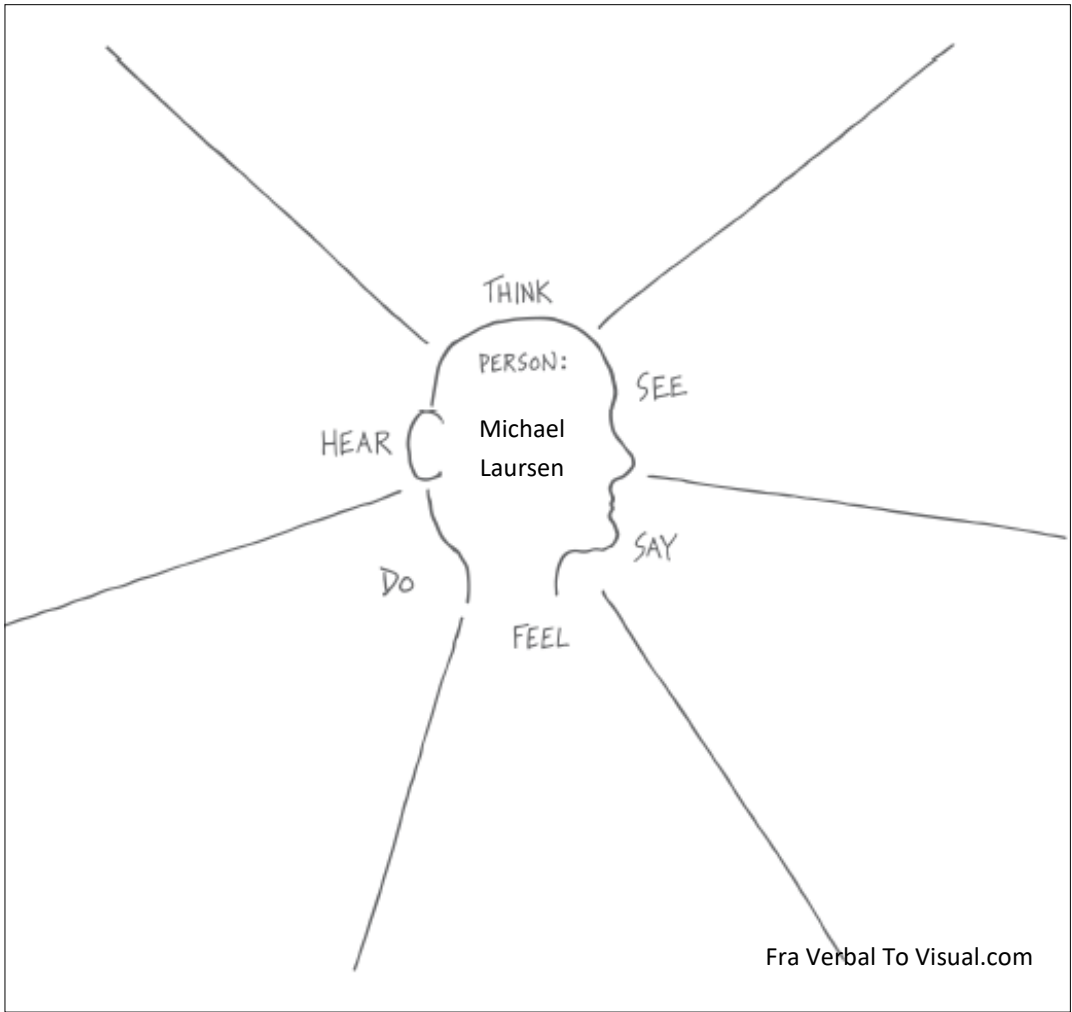 THINK
PERSON:
SEE
HEAR
Michael
Laursen
SAY
DO
FEEL
Fra Verbal To Visual.com